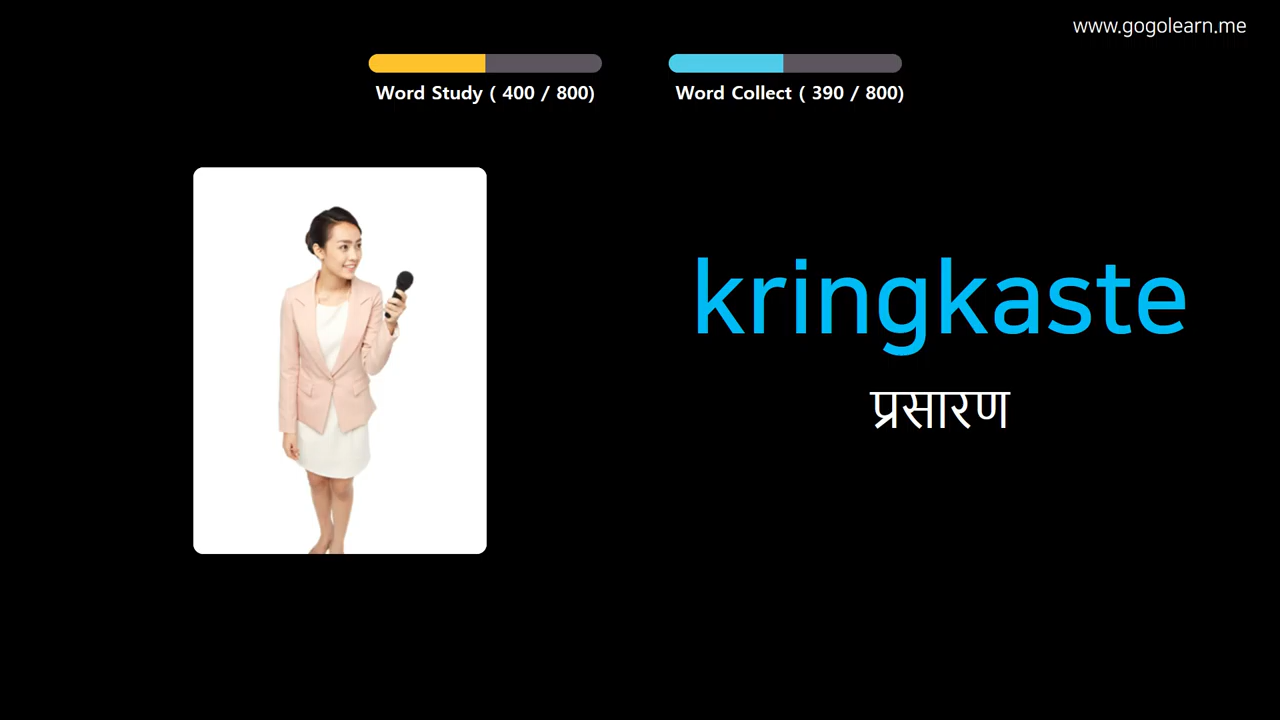 www.gogolearn.me
Word Study ( 400 / 800)
Word Collect ( 390 / 800)
kringkaste
प्रसारण